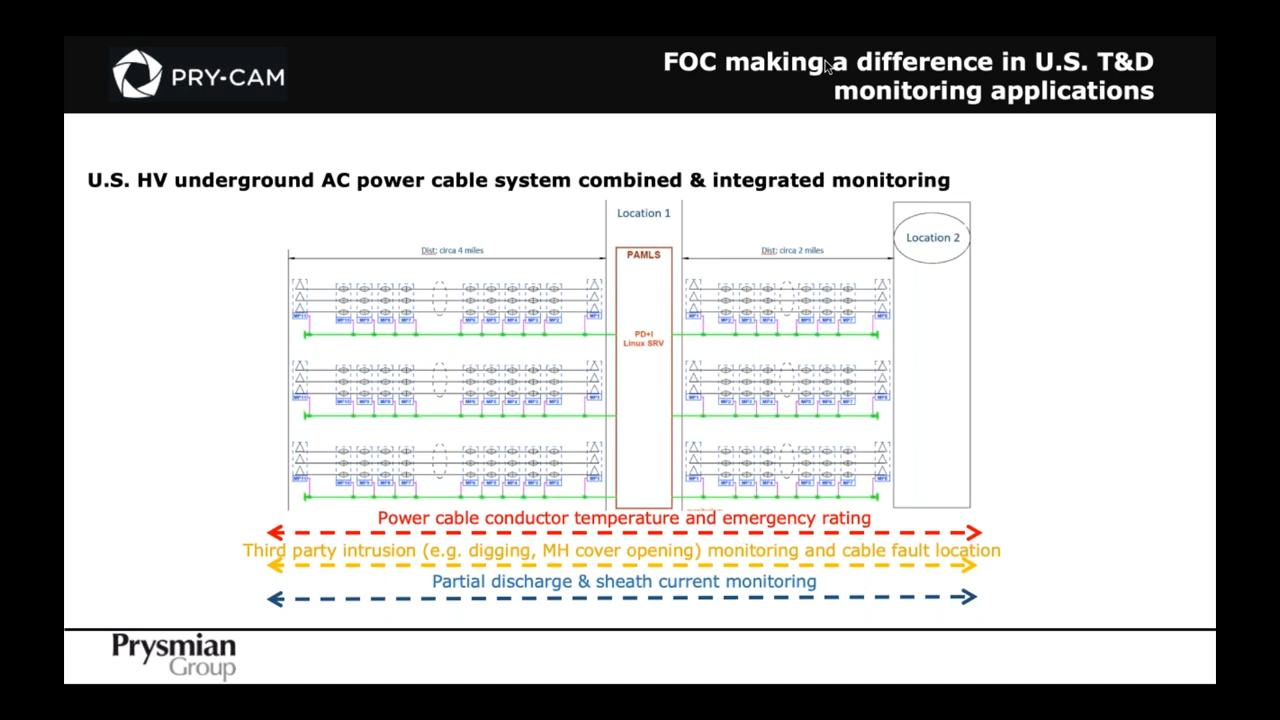 PRY-CAM
FOC making a difference in U.S. T&D
monitoring applications
U.S. HV underground AC power cable system combined & integrated monitoring
Location 1
Location 2
Dist; circa 4 miles
Dist; circa 2 miles
PAMLS
PD+I
Linux SRV
Power cable conductor temperature and emergency rating
Third party intrusion (e.g. digging, MH cover opening) monitoring and cable fault location
Partial discharge & sheath current monitoring
Prysmian
Group